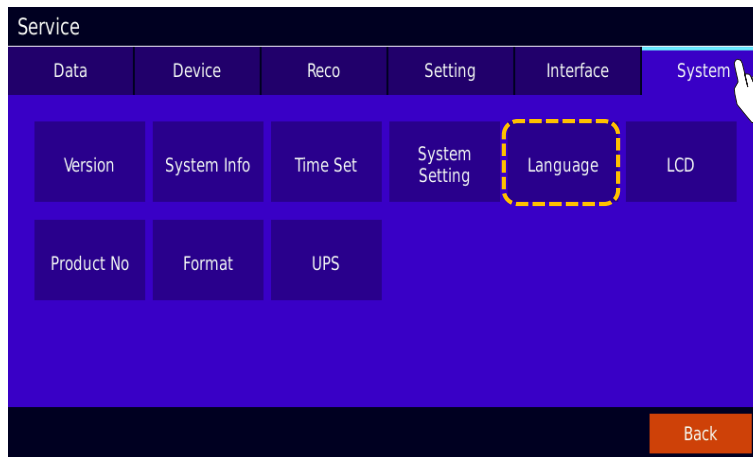 Service
Data Device Reco Setting Interface System
Version System Info Time Set System Setting Language LCD
Product No Format UPS
Back